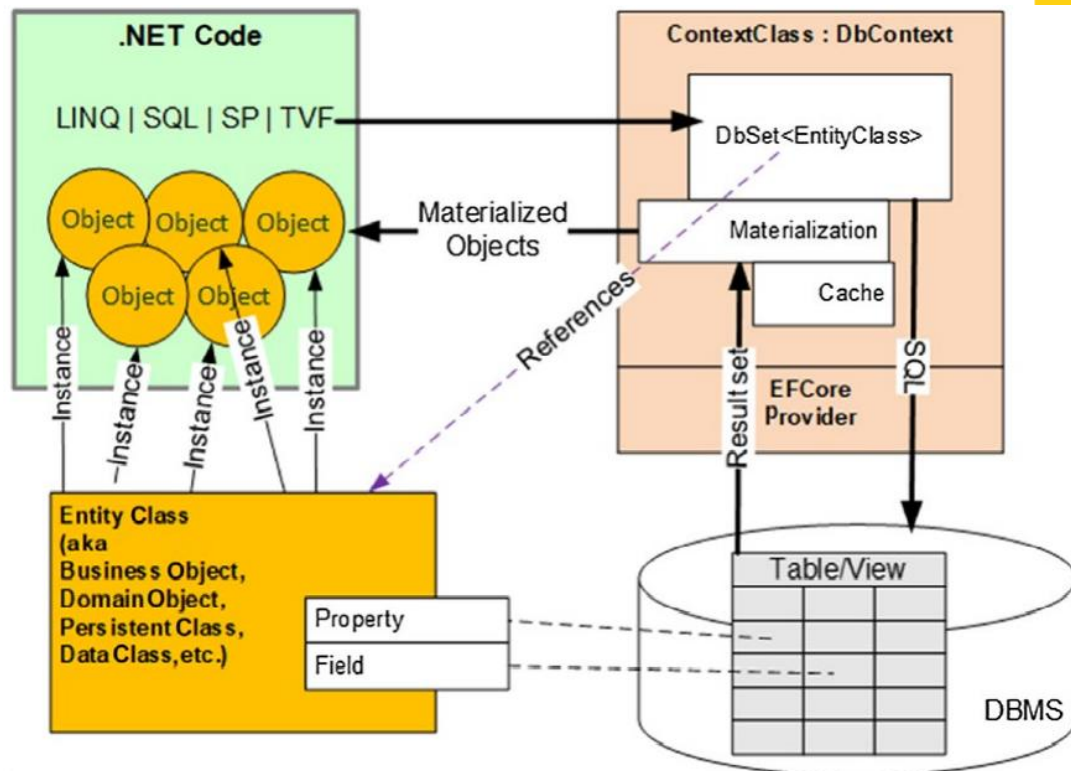 .NET Code
LINQ | SQL | SP | TVF
Object
Object
Object
Object
Object
Materialized
Objects
ContextClass : DbContext
DbSet<EntityClass>
Materialization
Cache
EFCore
Provider
References
Result set
SQL
Instance
Instance
Instance
Instance
Instance
Entity Class
(aka
Business Object,
Domain Object,
Persistent Class,
Data Class, etc.)
Property
Field
Table/View
DBMS